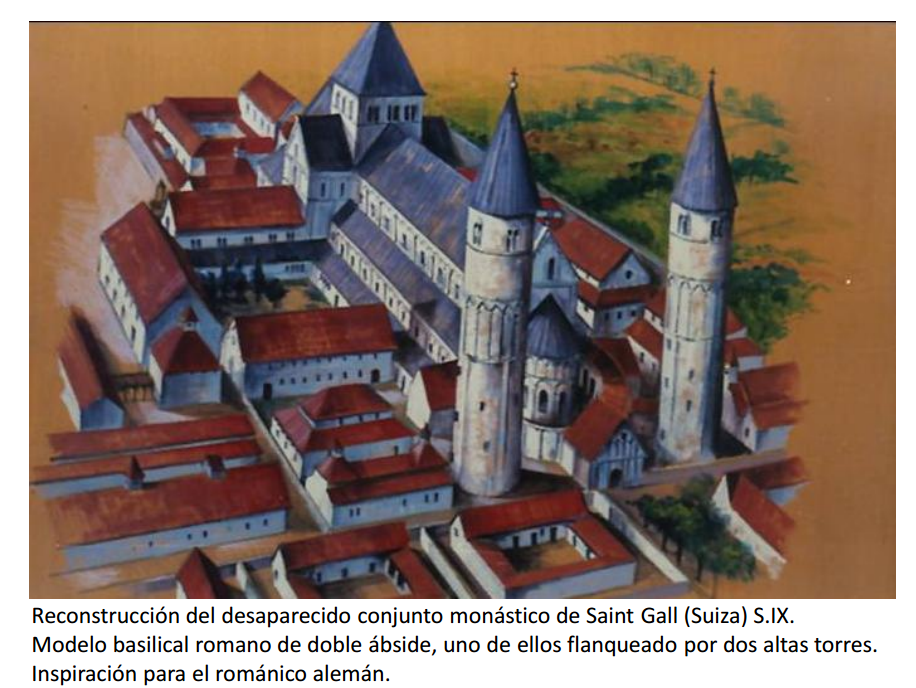 Reconstrucción del desaparecido conjunto monástico de Saint Gall (Suiza) S.IX.
Modelo basilical romano de doble ábside, uno de ellos flanqueado por dos altas torres.
Inspiración para el románico alemán.